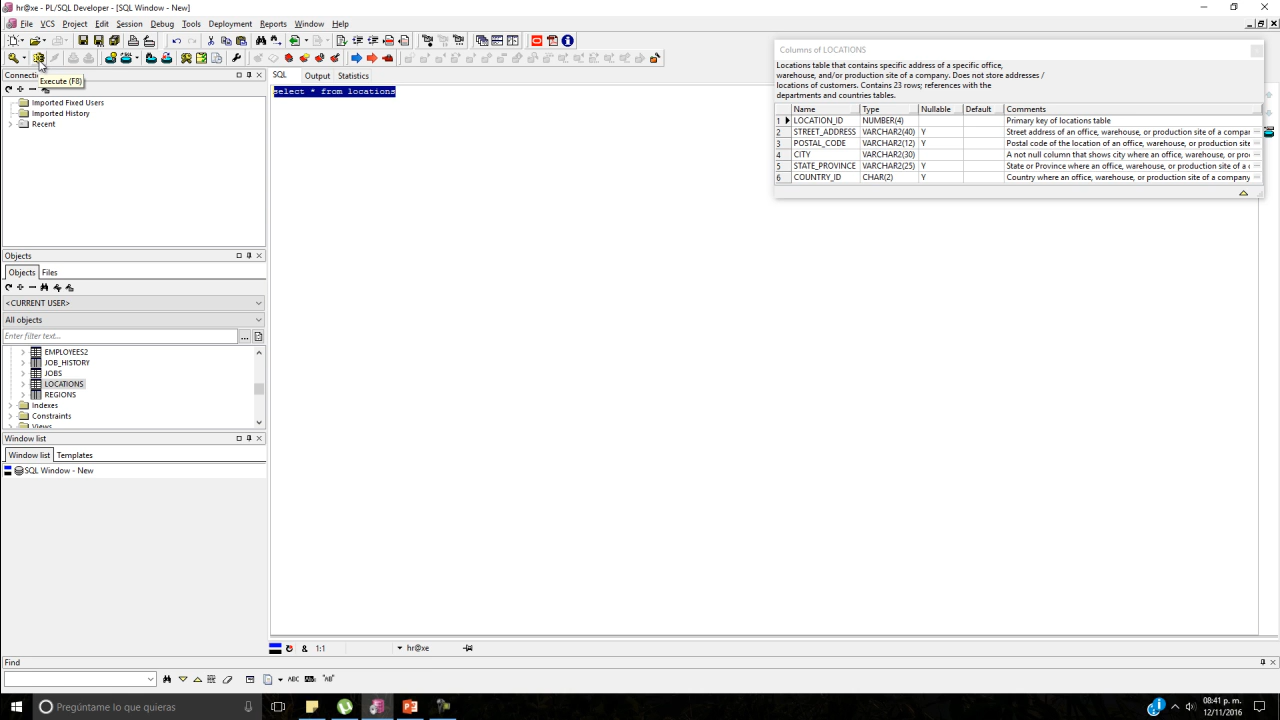 hr@xe - PL/SQL Developer - [SQL Window - New]
File VCS Project Edit Session Debug Tools Deployment Reports Window Help
Execute (F8)
Imported Fixed Users
Imported History
Recent
Objects
Objects Files
<CURRENT USER>
All objects
Enter filter text...
EMPLOYEES2
JOB_HISTORY
JOBS
LOCATIONS
REGIONS
Indexes
Constraints
Views
Window list
Window list Templates
SQL Window - New
SQL Output Statistics
select * from locations
Columns of LOCATIONS
Locations table that contains specific address of a specific office,
warehouse, and/or production site of a company. Does not store addresses /
locations of customers. Contains 23 rows; references with the
departments and countries tables.
Name Type Nullable Default Comments
1 LOCATION_ID NUMBER(4) Primary key of locations table
2 STREET_ADDRESS VARCHAR2(40) Y Street address of an office, warehouse, or production site of a compar
3 POSTAL_CODE VARCHAR2(12) Y Postal code of the location of an office, warehouse, or production site
4 CITY VARCHAR2(30) A not null column that shows city where an office, warehouse, or pro
5 STATE_PROVINCE VARCHAR2(25) Y State or Province where an office, warehouse, or production site of a
6 COUNTRY_ID CHAR(2) Y Country where an office, warehouse, or production site of a company
& 1:1 hr@xe
Find
ABC "AB"
Pregúntame lo que quieras
08:41 p. m.
12/11/2016